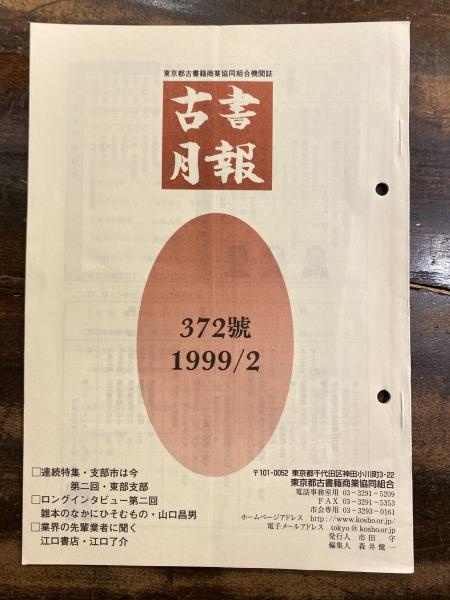 東京都古書籍商業協同組合機関誌
古書
月報
372號
1999/2
□連続特集・支部市は今
第二回・東部支部
□ロングインタビュー第二回
雑本のなかにひそむもの・山口昌男
□業界の先輩業者に聞く
江口書店・江口了介
〒101-0052 東京都千代田区神田小川町3-22
東京都古書籍商業協同組合
電話事務室用 03-3291-5209
FAX 03-3291-5353
市会専用 03-3293-0161
ホームページアドレス http://www.kosho.or.jp/
電子メールアドレス tokyo@kosho.or.jp
発行人 市田 守
編集人 森井健一